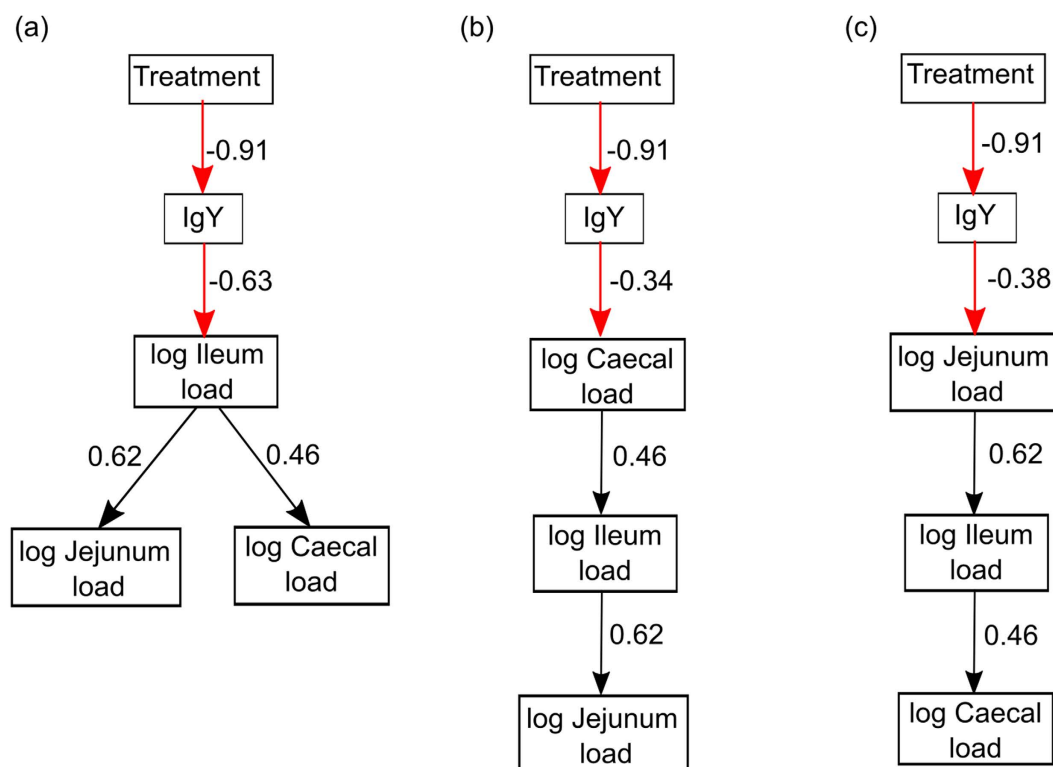 (a)
Treatment
-0.91
IgY
-0.63
log Ileum
load
0.62
0.46
log Jejunum
load
log Caecal
load
(b)
Treatment
-0.91
IgY
-0.34
log Caecal
load
0.46
log Ileum
load
0.62
log Jejunum
load
(c)
Treatment
-0.91
IgY
-0.38
log Jejunum
load
0.62
log Ileum
load
0.46
log Caecal
load